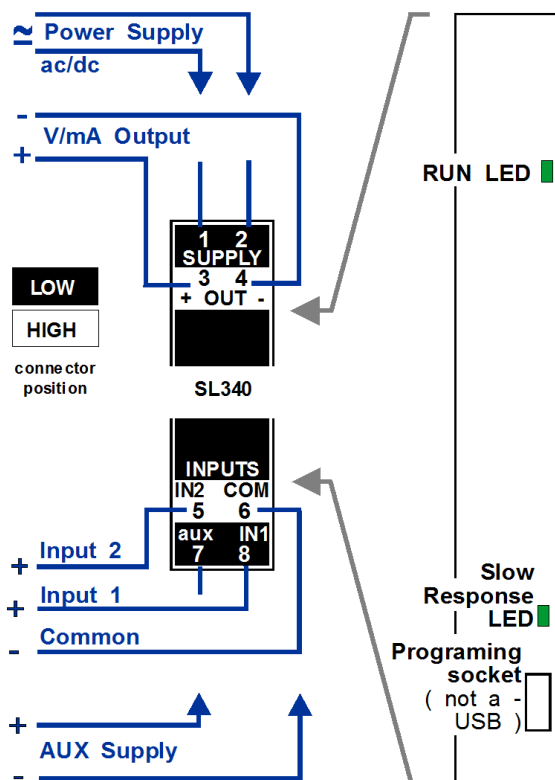 ≃ Power Supply
ac/dc
-
V/mA Output
+
RUN LED
1 2
SUPPLY
3 4
+ OUT -
LOW
HIGH
connector
position
SL340
INPUTS
IN2 COM
5 6
aux IN1
7 8
+ Input 2
+ Input 1
- Common
Slow
Response
LED
Programing
socket
( not a -
USB )
+
AUX Supply
-